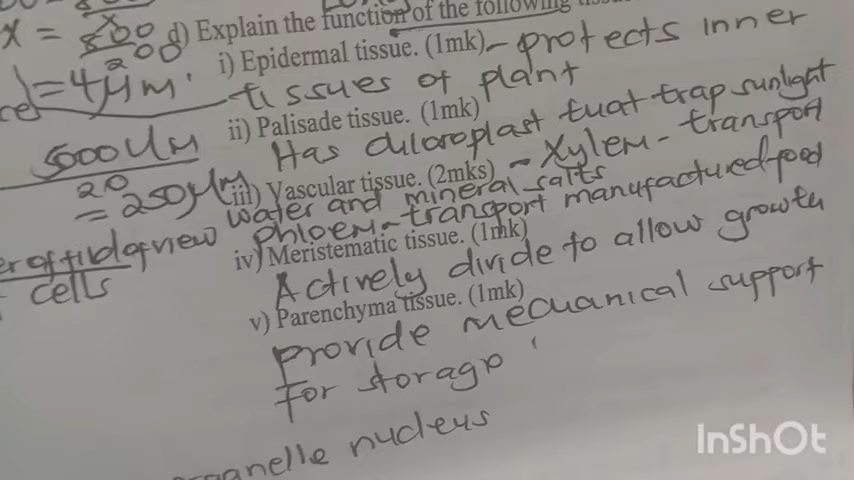 x = 800
200
d) Explain the function of the following
= 4μm.
i) Epidermal tissue. (1mk) - protects inner
tissues of plant
ii) Palisade tissue. (1mk)
Has chloroplast that trap sunlight
5000μm
20
= 250μm
iii) Vascular tissue. (2mks) - Xylem - transport
water and mineral salts
phloem - transport manufactured food
of view
iv) Meristematic tissue. (1mk)
cells
Actively divide to allow growth
v) Parenchyma tissue. (1mk)
Provide mechanical support
for storage
organelle nucleus
InShOt